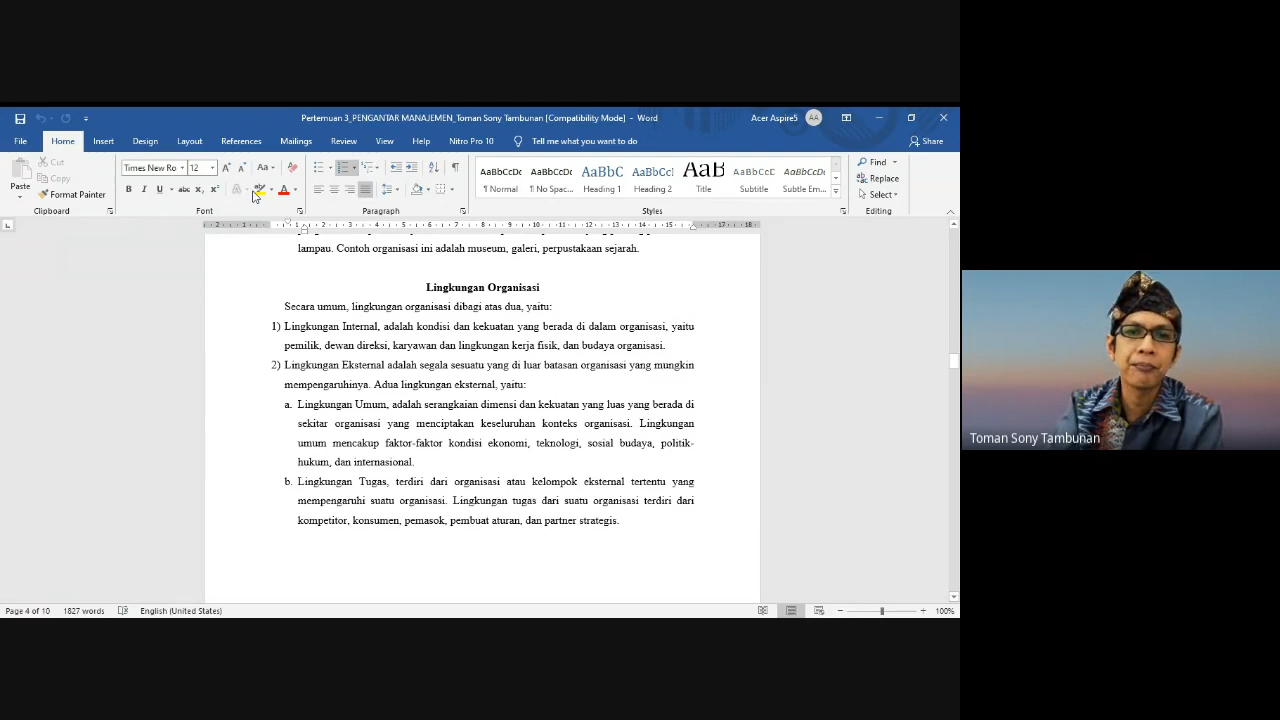 Pertemuan 3_PENGANTAR MANAJEMEN_Toman Sony Tambunan [Compatibility Mode] - Word
Acer Aspire5
AA
File Home Insert Design Layout References Mailings Review View Help Nitro Pro 10 Tell me what you want to do
Share
Paste
Cut
Copy
Format Painter
Clipboard
Times New Ro 12
Font
Paragraph
AaBbCcDc AaBbCcDc AaBbC AaBbCcI AaB AaBbCcD AaBbCcDc
¶ Normal ¶ No Spac... Heading 1 Heading 2 Title Subtitle Subtle Em...
Styles
Find
Replace
Select
Editing
lampau. Contoh organisasi ini adalah museum, galeri, perpustakaan sejarah.
Lingkungan Organisasi
Secara umum, lingkungan organisasi dibagi atas dua, yaitu:
1) Lingkungan Internal, adalah kondisi dan kekuatan yang berada di dalam organisasi, yaitu
pemilik, dewan direksi, karyawan dan lingkungan kerja fisik, dan budaya organisasi.
2) Lingkungan Eksternal adalah segala sesuatu yang di luar batasan organisasi yang mungkin
mempengaruhinya. Adua lingkungan eksternal, yaitu:
a. Lingkungan Umum, adalah serangkaian dimensi dan kekuatan yang luas yang berada di
sekitar organisasi yang menciptakan keseluruhan konteks organisasi. Lingkungan
umum mencakup faktor-faktor kondisi ekonomi, teknologi, sosial budaya, politik-
hukum, dan internasional.
b. Lingkungan Tugas, terdiri dari organisasi atau kelompok eksternal tertentu yang
mempengaruhi suatu organisasi. Lingkungan tugas dari suatu organisasi terdiri dari
kompetitor, konsumen, pemasok, pembuat aturan, dan partner strategis.
Page 4 of 10 1827 words English (United States)
100%
Toman Sony Tambunan